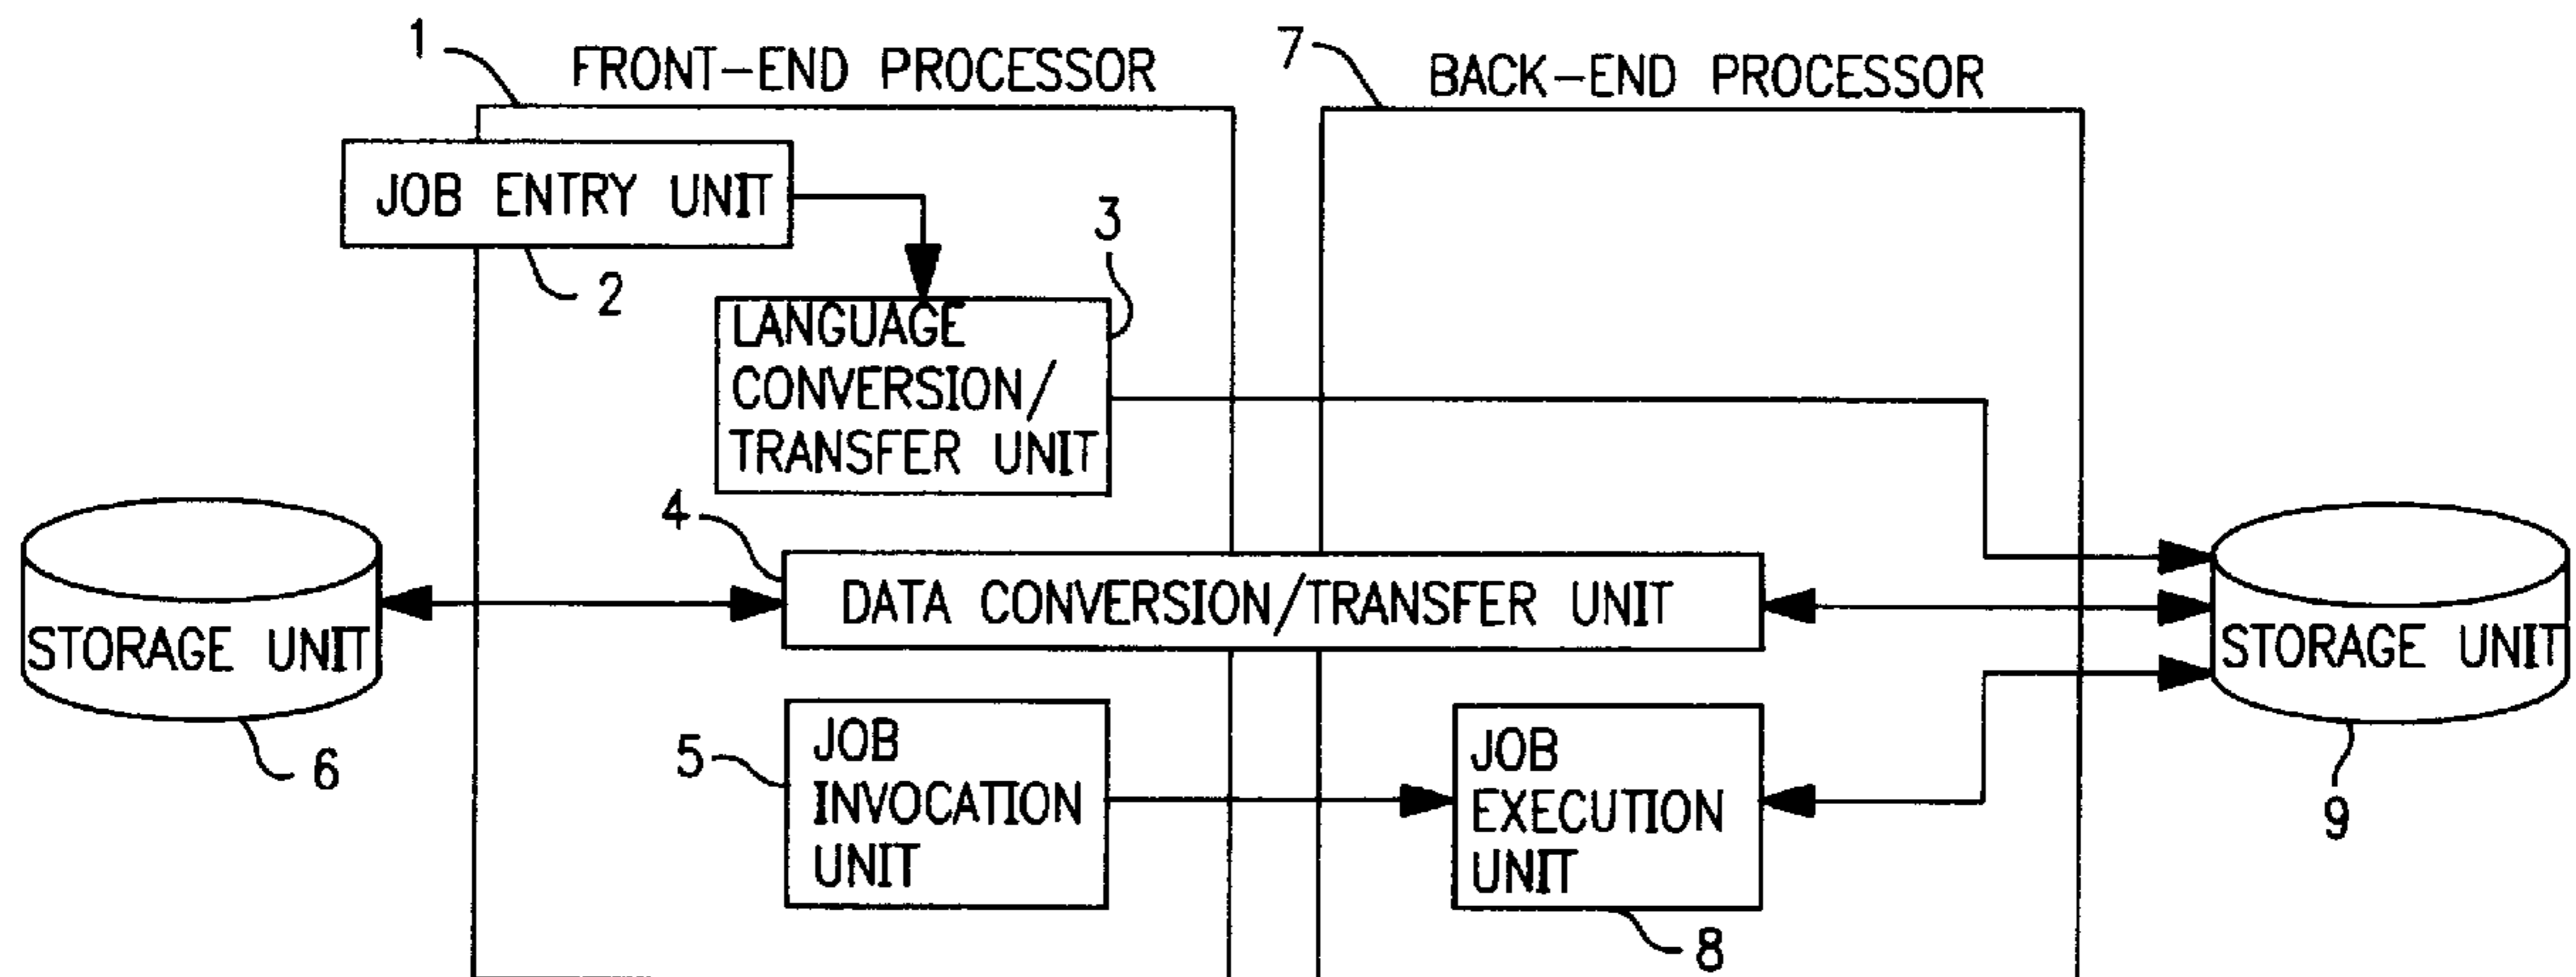 1
FRONT-END PROCESSOR
7
BACK-END PROCESSOR
JOB ENTRY UNIT
2
3
LANGUAGE
CONVERSION/
TRANSFER UNIT
4
DATA CONVERSION/TRANSFER UNIT
STORAGE UNIT
6
STORAGE UNIT
9
5
JOB
INVOCATION
UNIT
JOB
EXECUTION
UNIT
8